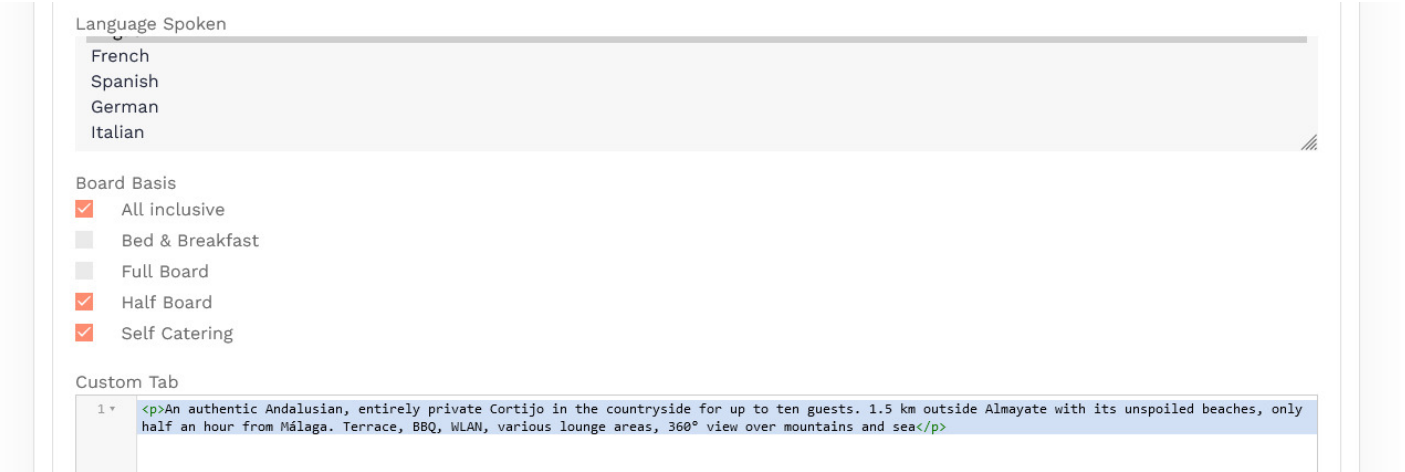 Language Spoken
French
Spanish
German
Italian
Board Basis
All inclusive
Bed & Breakfast
Full Board
Half Board
Self Catering
Custom Tab
1
<p>An authentic Andalusian, entirely private Cortijo in the countryside for up to ten guests. 1.5 km outside Almayate with its unspoiled beaches, only
half an hour from Málaga. Terrace, BBQ, WLAN, various lounge areas, 360° view over mountains and sea</p>